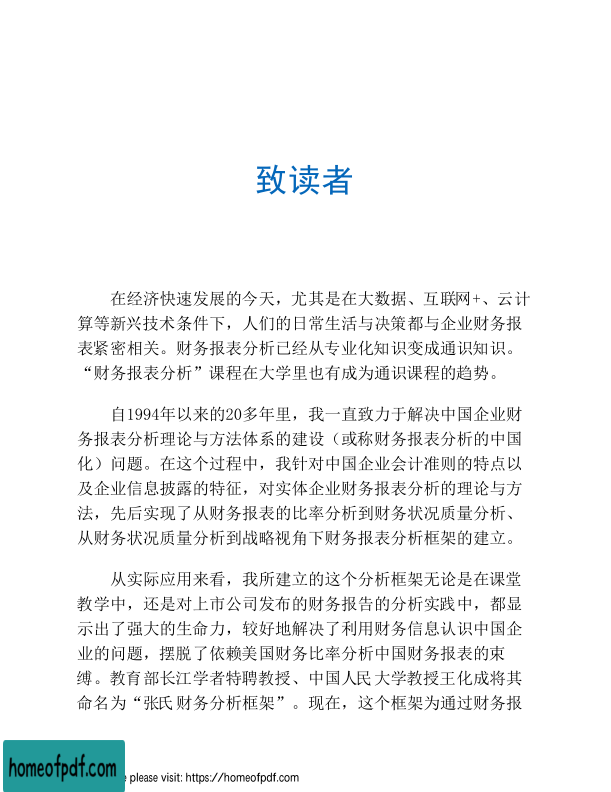 致读者
在经济快速发展的今天，尤其是在大数据、互联网+、云计
算等新兴技术条件下，人们的日常生活与决策都与企业财务报
表紧密相关。财务报表分析已经从专业化知识变成通识知识。
“财务报表分析”课程在大学里也有成为通识课程的趋势。
自1994年以来的20多年里，我一直致力于解决中国企业财
务报表分析理论与方法体系的建设（或称财务报表分析的中国
化）问题。在这个过程中，我针对中国企业会计准则的特点以
及企业信息披露的特征，对实体企业财务报表分析的理论与方
法，先后实现了从财务报表的比率分析到财务状况质量分析、
从财务状况质量分析到战略视角下财务报表分析框架的建立。
从实际应用来看，我所建立的这个分析框架无论是在课堂
教学中，还是对上市公司发布的财务报告的分析实践中，都显
示出了强大的生命力，较好地解决了利用财务信息认识中国企
业的问题，摆脱了依赖美国财务比率分析中国财务报表的束
缚。教育部长江学者特聘教授、中国人民大学教授王化成将其
命名为“张氏财务分析框架”。现在，这个框架为通过财务报
homeofpdf.com
please visit: https://homeofpdf.com